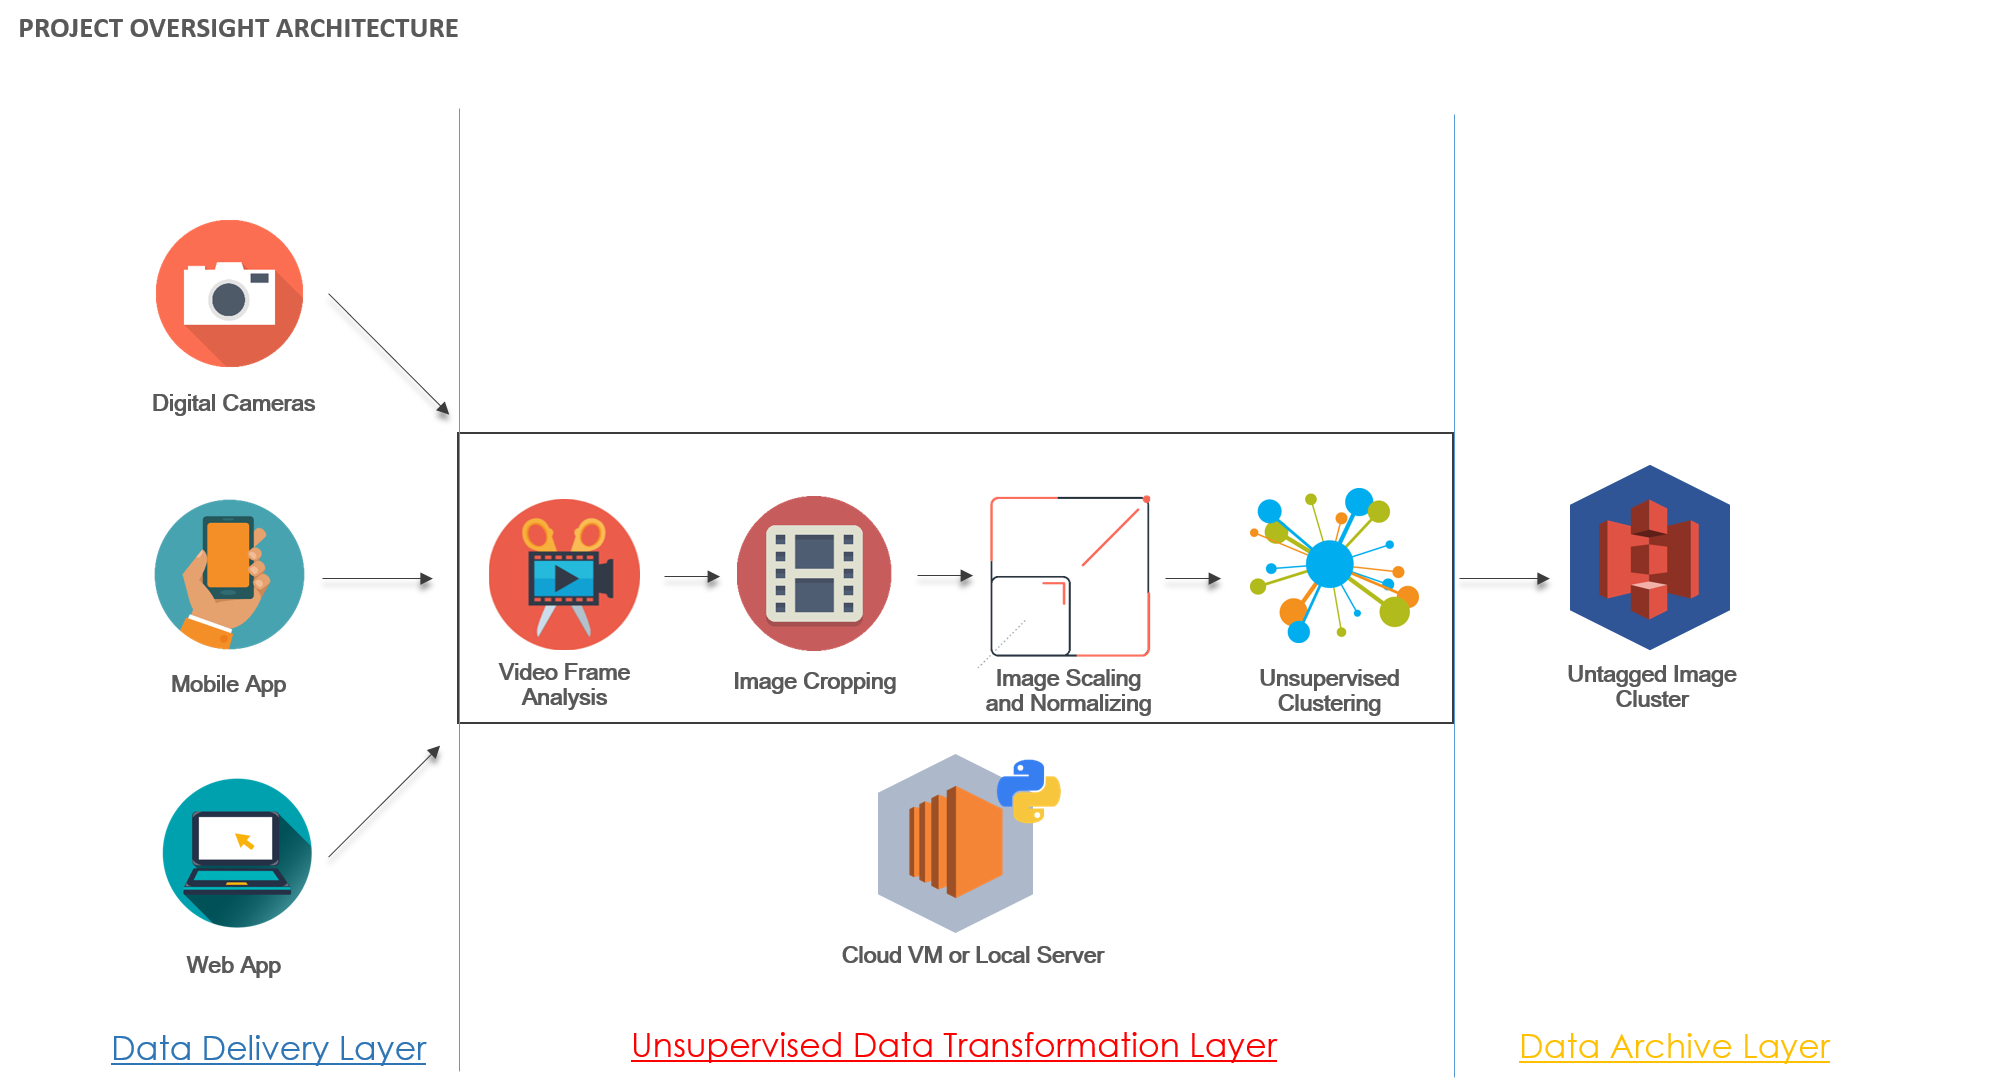 PROJECT OVERSIGHT ARCHITECTURE
Digital Cameras
Mobile App
Web App
Video Frame
Analysis
Image Cropping
Image Scaling
and Normalizing
Unsupervised
Clustering
Untagged Image
Cluster
Cloud VM or Local Server
Data Delivery Layer
Unsupervised Data Transformation Layer
Data Archive Layer